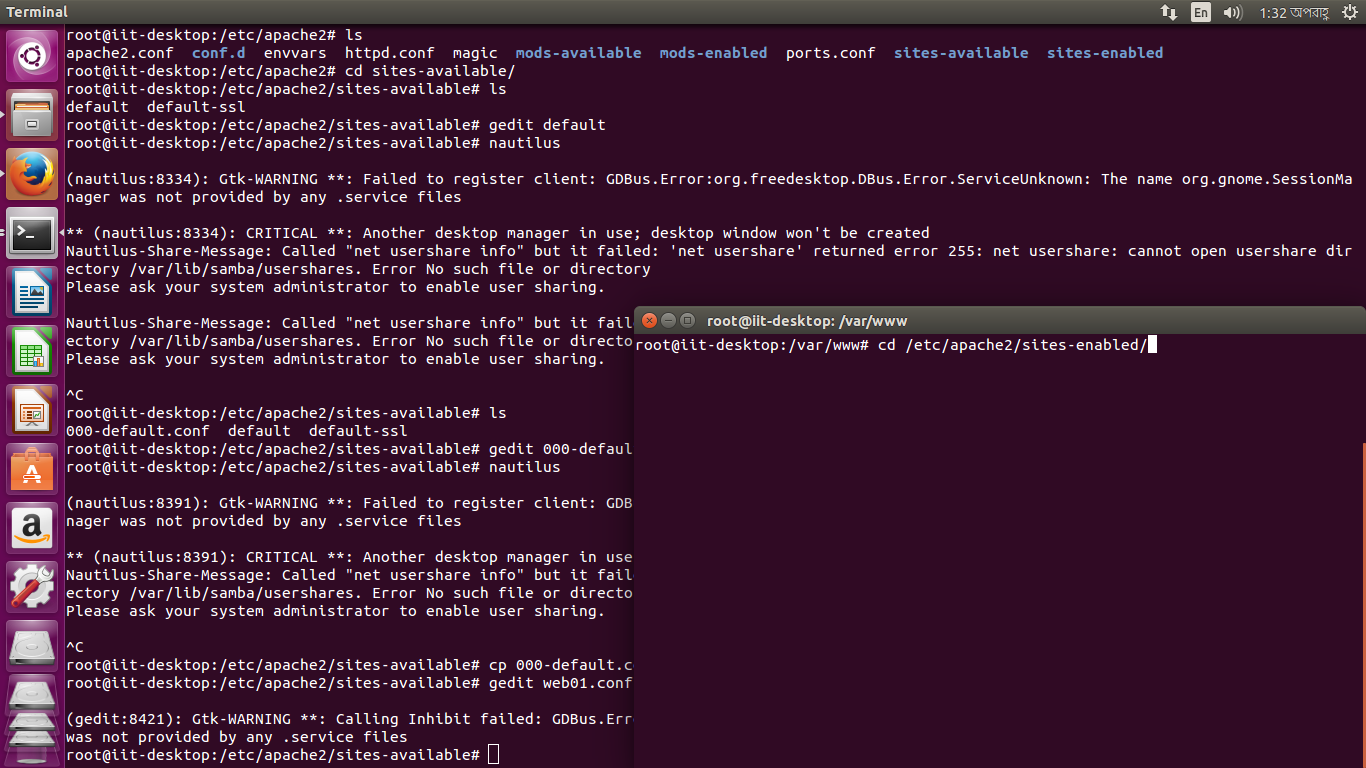 Terminal
En
1:32 অপরাহ্ণ
root@iit-desktop:/etc/apache2# ls
apache2.conf  conf.d  envvars  httpd.conf  magic  mods-available  mods-enabled  ports.conf  sites-available  sites-enabled
root@iit-desktop:/etc/apache2# cd sites-available/
root@iit-desktop:/etc/apache2/sites-available# ls
default  default-ssl
root@iit-desktop:/etc/apache2/sites-available# gedit default
root@iit-desktop:/etc/apache2/sites-available# nautilus
(nautilus:8334): Gtk-WARNING **: Failed to register client: GDBus.Error:org.freedesktop.DBus.Error.ServiceUnknown: The name org.gnome.SessionMa
nager was not provided by any .service files
** (nautilus:8334): CRITICAL **: Another desktop manager in use; desktop window won't be created
Nautilus-Share-Message: Called "net usershare info" but it failed: 'net usershare' returned error 255: net usershare: cannot open usershare dir
ectory /var/lib/samba/usershares. Error No such file or directory
Please ask your system administrator to enable user sharing.
Nautilus-Share-Message: Called "net usershare info" but it fail
ectory /var/lib/samba/usershares. Error No such file or directo
Please ask your system administrator to enable user sharing.
^C
root@iit-desktop:/etc/apache2/sites-available# ls
000-default.conf  default  default-ssl
root@iit-desktop:/etc/apache2/sites-available# gedit 000-defaul
root@iit-desktop:/etc/apache2/sites-available# nautilus
(nautilus:8391): Gtk-WARNING **: Failed to register client: GDB
nager was not provided by any .service files
** (nautilus:8391): CRITICAL **: Another desktop manager in use
Nautilus-Share-Message: Called "net usershare info" but it fail
ectory /var/lib/samba/usershares. Error No such file or directo
Please ask your system administrator to enable user sharing.
^C
root@iit-desktop:/etc/apache2/sites-available# cp 000-default.c
root@iit-desktop:/etc/apache2/sites-available# gedit web01.conf
(gedit:8421): Gtk-WARNING **: Calling Inhibit failed: GDBus.Err
was not provided by any .service files
root@iit-desktop:/etc/apache2/sites-available#
root@iit-desktop: /var/www
root@iit-desktop:/var/www# cd /etc/apache2/sites-enabled/